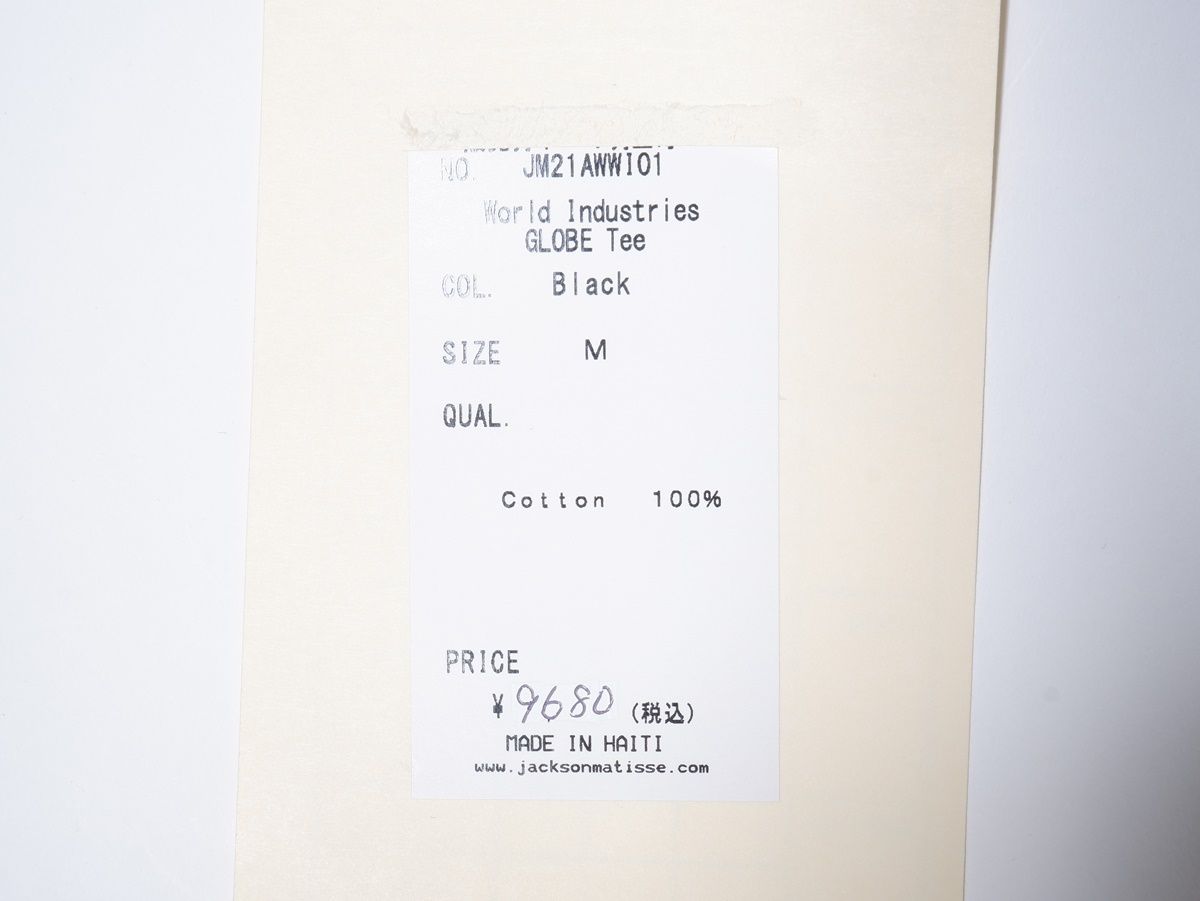 NO. JM21AWWI01
World Industries
GLOBE Tee
COL. Black
SIZE M
QUAL.
Cotton 100%
PRICE
¥9680 (税込)
MADE IN HAITI
www.jacksonmatisse.com